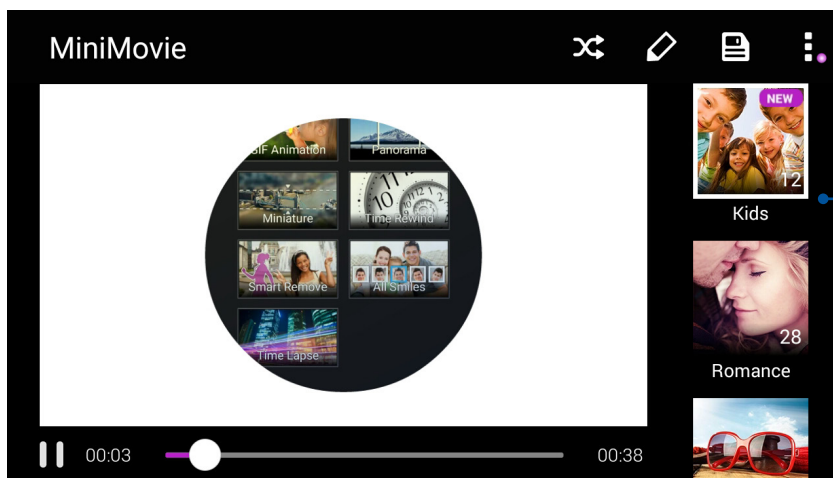 MiniMovie
NEW
12
Kids
GIF Animation
Panorama
Miniature
Time Rewind
Smart Remove
All Smiles
Time Lapse
28
Romance
00:03
00:38